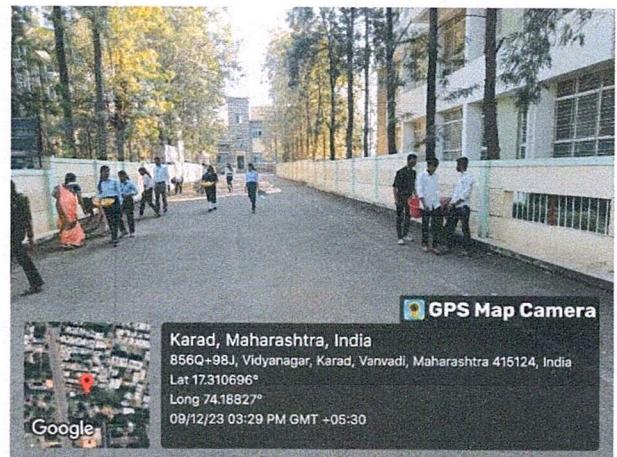 GPS Map Camera
Karad, Maharashtra, India
856Q+98J, Vidyanagar, Karad, Vanvadi, Maharashtra 415124, India
Lat 17.310696°
Long 74.18827°
09/12/23 03:29 PM GMT +05:30
Google